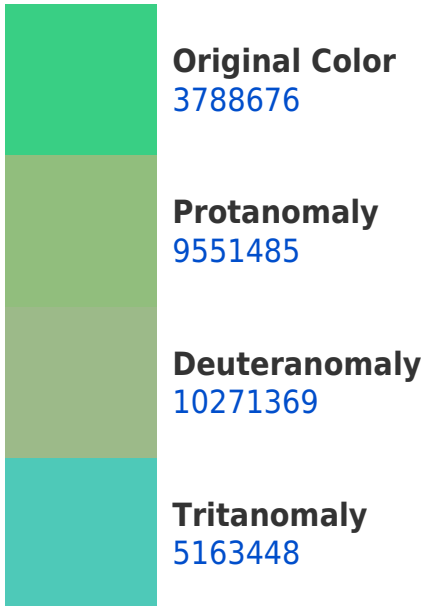 Original Color
3788676
Protanomaly
9551485
Deuteranomaly
10271369
Tritanomaly
5163448